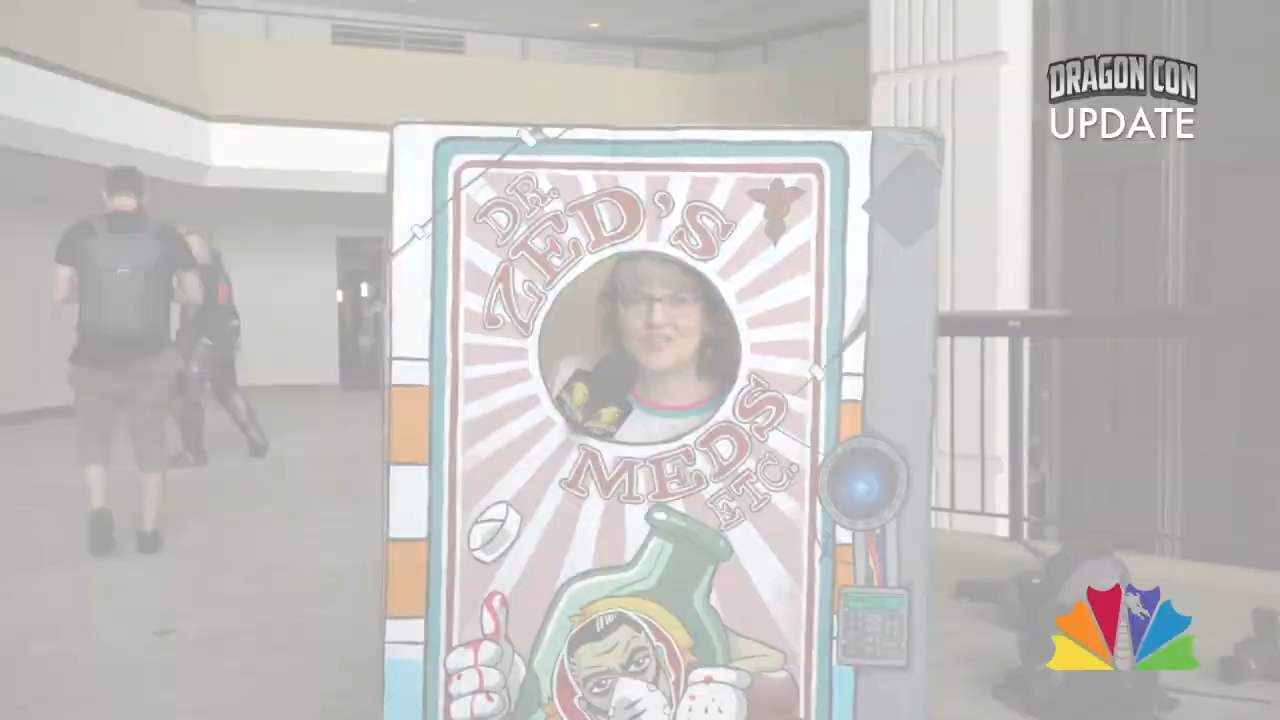 DRAGON CON
UPDATE
DR.
ZED'S
MEDS
ETC.